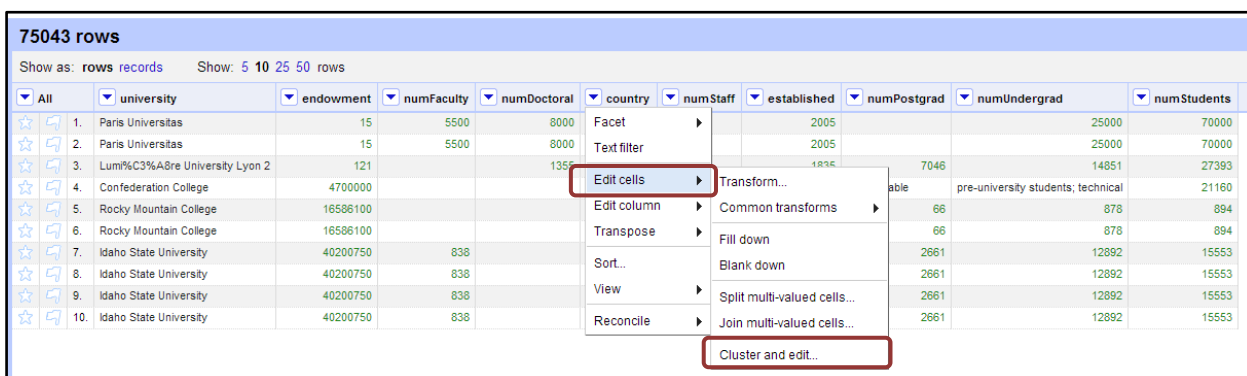 75043 rows
Show as: rows records Show: 5 10 25 50 rows
All university endowment numFaculty numDoctoral country numStaff established numPostgrad numUndergrad numStudents
1. Paris Universitas 15 5500 8000 Facet 2005 25000 70000
2. Paris Universitas 15 5500 8000 Text filter 2005 25000 70000
3. Lumi%C3%A8re University Lyon 2 121 1355 1835 7046 14851 27393
4. Confederation College 4700000 Edit cells Transform... able pre-university students; technical 21160
5. Rocky Mountain College 16586100 Edit column Common transforms 66 878 894
6. Rocky Mountain College 16586100 Transpose Fill down 66 878 894
7. Idaho State University 40200750 838 Sort... Blank down 2661 12892 15553
8. Idaho State University 40200750 838 View 2661 12892 15553
9. Idaho State University 40200750 838 Split multi-valued cells... 2661 12892 15553
10. Idaho State University 40200750 838 Reconcile Join multi-valued cells... 2661 12892 15553
Cluster and edit...